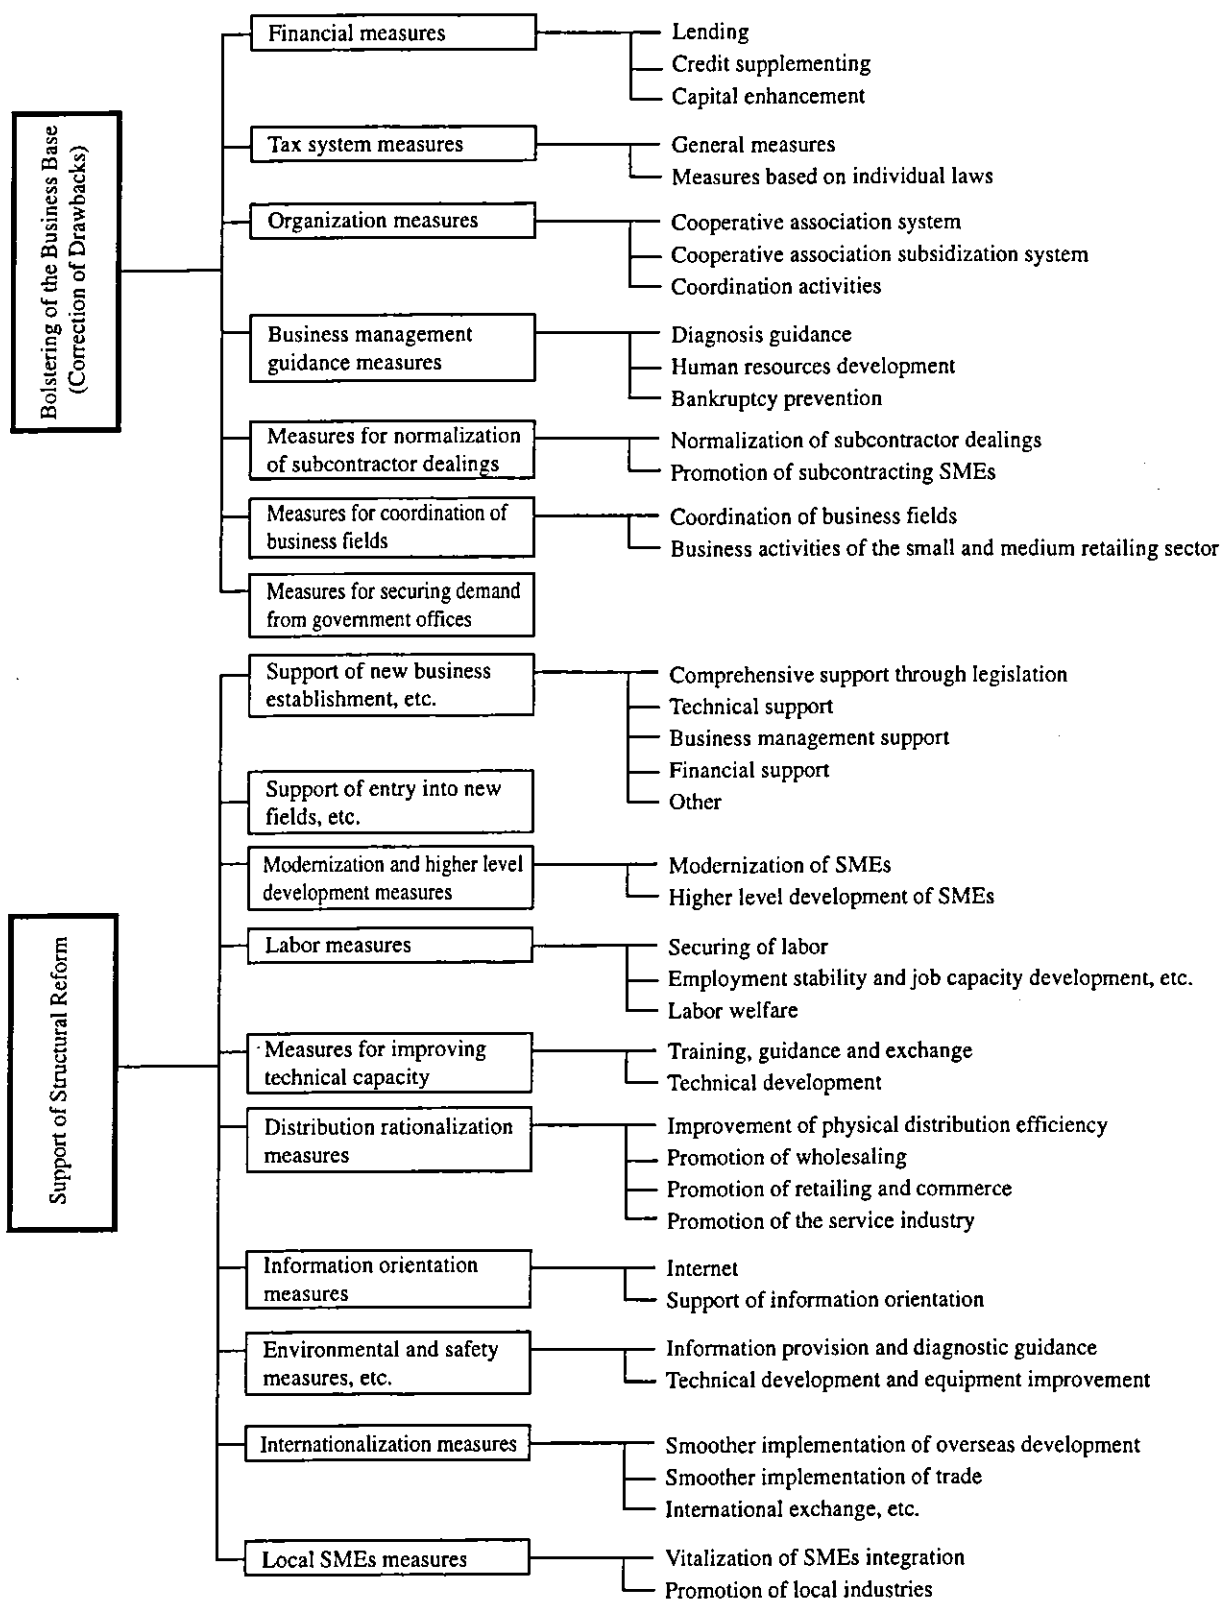 Bolstering of the Business Base
(Correction of Drawbacks)
Financial measures
Lending
Credit supplementing
Capital enhancement
Tax system measures
General measures
Measures based on individual laws
Organization measures
Cooperative association system
Cooperative association subsidization system
Coordination activities
Business management
guidance measures
Diagnosis guidance
Human resources development
Bankruptcy prevention
Measures for normalization
of subcontractor dealings
Normalization of subcontractor dealings
Promotion of subcontracting SMEs
Measures for coordination of
business fields
Coordination of business fields
Business activities of the small and medium retailing sector
Measures for securing demand
from government offices
Support of Structural Reform
Support of new business
establishment, etc.
Comprehensive support through legislation
Technical support
Business management support
Financial support
Other
Support of entry into new
fields, etc.
Modernization and higher level
development measures
Modernization of SMEs
Higher level development of SMEs
Labor measures
Securing of labor
Employment stability and job capacity development, etc.
Labor welfare
Measures for improving
technical capacity
Training, guidance and exchange
Technical development
Distribution rationalization
measures
Improvement of physical distribution efficiency
Promotion of wholesaling
Promotion of retailing and commerce
Promotion of the service industry
Information orientation
measures
Internet
Support of information orientation
Environmental and safety
measures, etc.
Information provision and diagnostic guidance
Technical development and equipment improvement
Internationalization measures
Smoother implementation of overseas development
Smoother implementation of trade
International exchange, etc.
Local SMEs measures
Vitalization of SMEs integration
Promotion of local industries